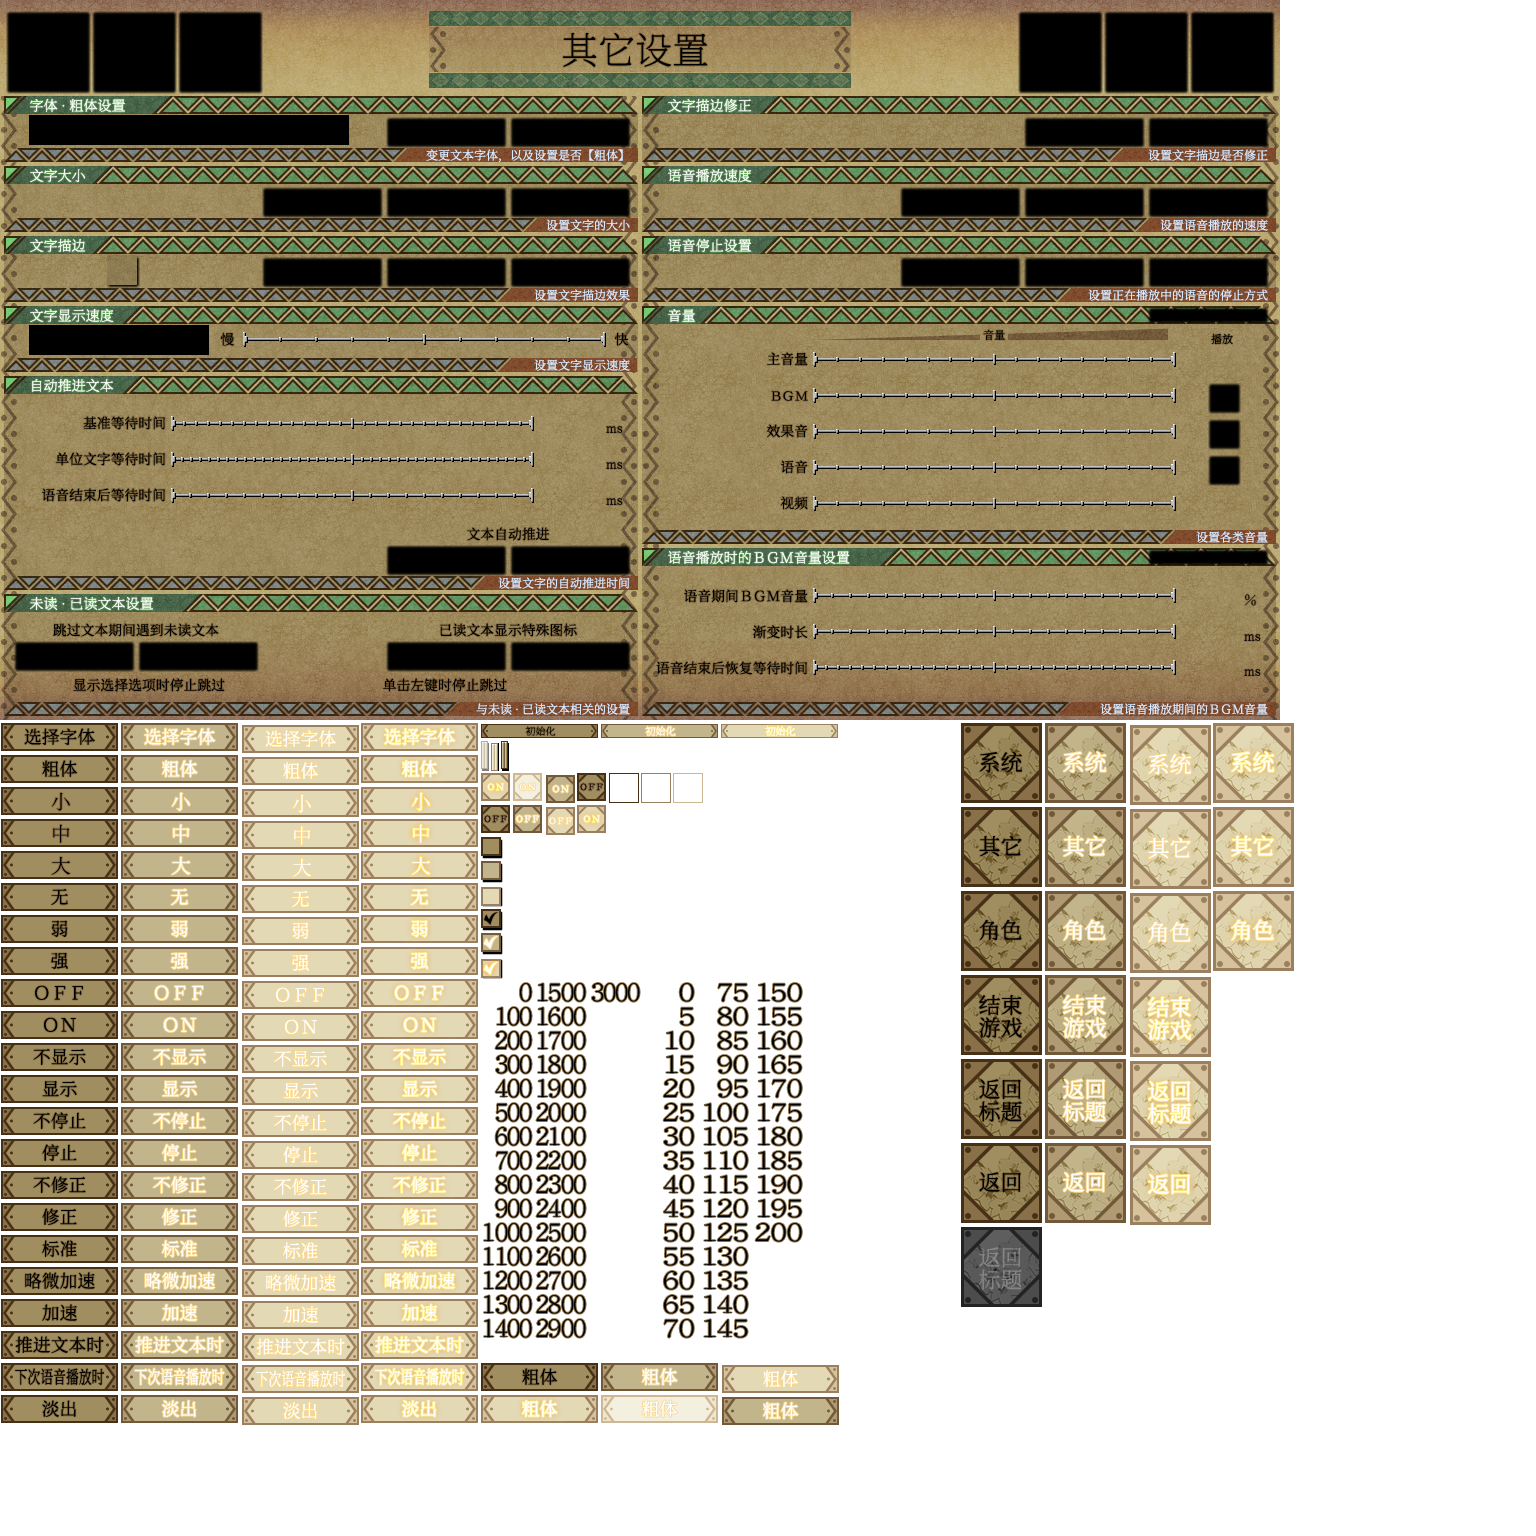 其它设置
字体 · 粗体设置
变更文本字体，以及设置是否【粗体】
文字大小
设置文字的大小
文字描边
设置文字描边效果
文字显示速度
慢 快
设置文字显示速度
自动推进文本
基准等待时间 ms
单位文字等待时间 ms
语音结束后等待时间 ms
文本自动推进
设置文字的自动推进时间
未读 · 已读文本设置
跳过文本期间遇到未读文本 已读文本显示特殊图标
显示选择选项时停止跳过 单击左键时停止跳过
与未读 · 已读文本相关的设置
文字描边修正
设置文字描边是否修正
语音播放速度
设置语音播放的速度
语音停止设置
设置正在播放中的语音的停止方式
音量
音量 播放
主音量
BGM
效果音
语音
视频
设置各类音量
语音播放时的BGM音量设置
语音期间BGM音量 %
渐变时长 ms
语音结束后恢复等待时间 ms
设置语音播放期间的BGM音量
选择字体 选择字体 选择字体 选择字体
粗体 粗体 粗体 粗体
小 小 小 小
中 中 中 中
大 大 大 大
无 无 无 无
弱 弱 弱 弱
强 强 强 强
OFF OFF OFF OFF
ON ON ON ON
不显示 不显示 不显示 不显示
显示 显示 显示 显示
不停止 不停止 不停止 不停止
停止 停止 停止 停止
不修正 不修正 不修正 不修正
修正 修正 修正 修正
标准 标准 标准 标准
略微加速 略微加速 略微加速 略微加速
加速 加速 加速 加速
推进文本时 推进文本时 推进文本时 推进文本时
下次语音播放时 下次语音播放时 下次语音播放时 下次语音播放时
淡出 淡出 淡出 淡出
初始化 初始化 初始化
ON ON ON OFF
OFF OFF OFF ON
0 1500 3000 0 75 150
100 1600 5 80 155
200 1700 10 85 160
300 1800 15 90 165
400 1900 20 95 170
500 2000 25 100 175
600 2100 30 105 180
700 2200 35 110 185
800 2300 40 115 190
900 2400 45 120 195
1000 2500 50 125 200
1100 2600 55 130
1200 2700 60 135
1300 2800 65 140
1400 2900 70 145
粗体 粗体 粗体
粗体 粗体 粗体
系统 系统 系统 系统
其它 其它 其它 其它
角色 角色 角色 角色
结束 结束 结束
游戏 游戏 游戏
返回 返回 返回
标题 标题 标题
返回 返回 返回
返回
标题